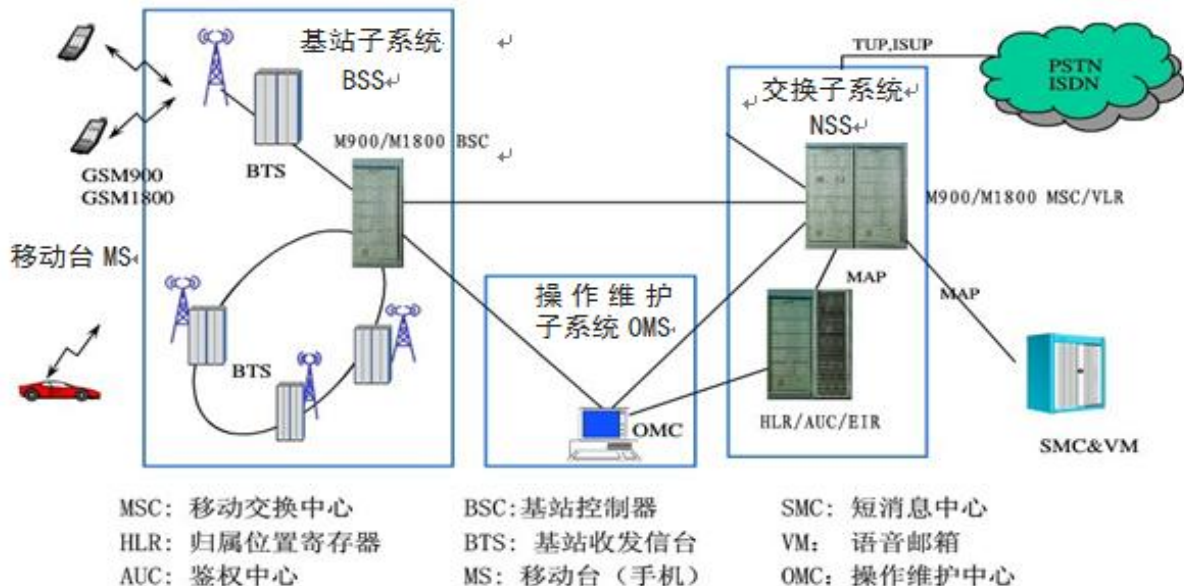 基站子系统
BSS
TUP,ISUP
PSTN
ISDN
交换子系统
NSS
M900/M1800 BSC
BTS
GSM900
GSM1800
M900/M1800 MSC/VLR
移动台 MS
MAP
MAP
操作维护
子系统 OMS
BTS
OMC
HLR/AUC/EIR
SMC&VM
MSC: 移动交换中心 BSC:基站控制器 SMC: 短消息中心
HLR: 归属位置寄存器 BTS: 基站收发信台 VM: 语音邮箱
AUC: 鉴权中心 MS: 移动台（手机） OMC: 操作维护中心